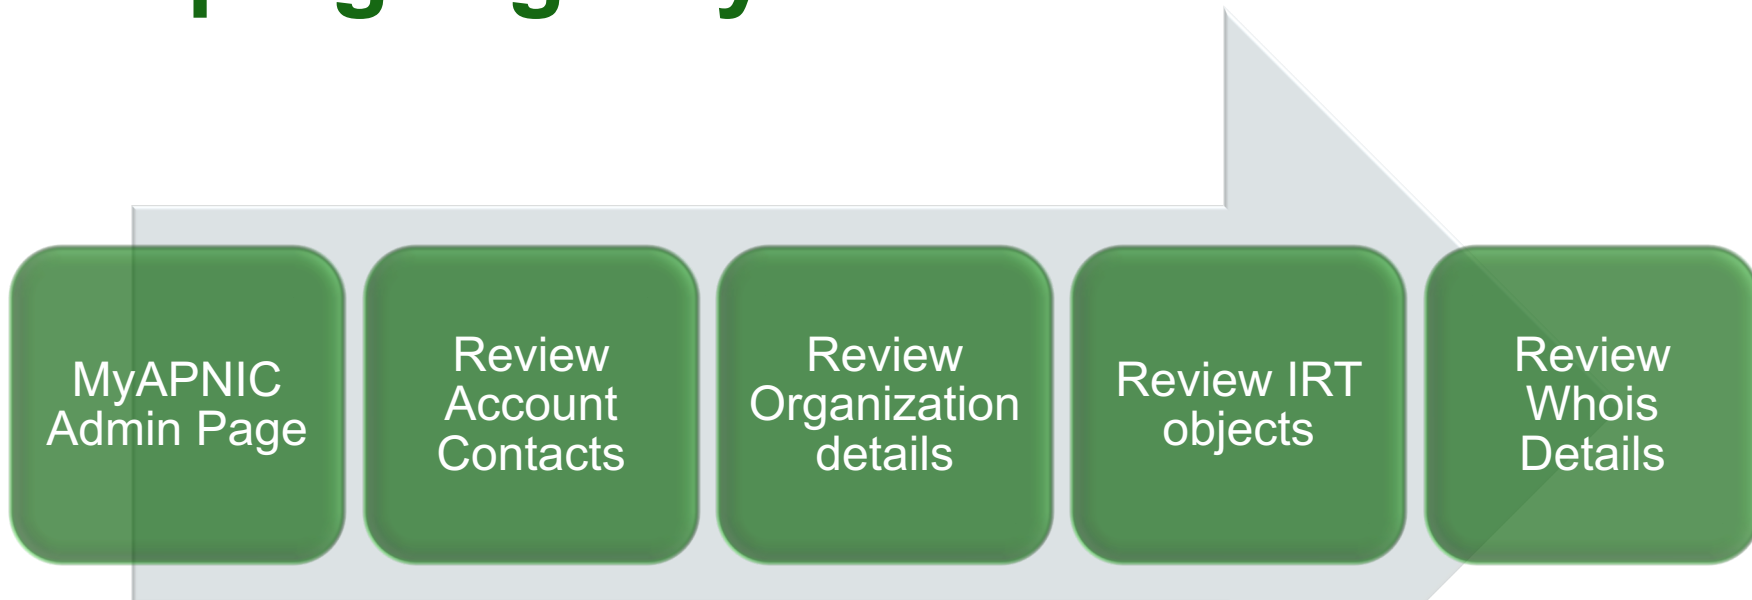 MyAPNIC
Admin Page
Review
Account
Contacts
Review
Organization
details
Review IRT
objects
Review
Whois
Details